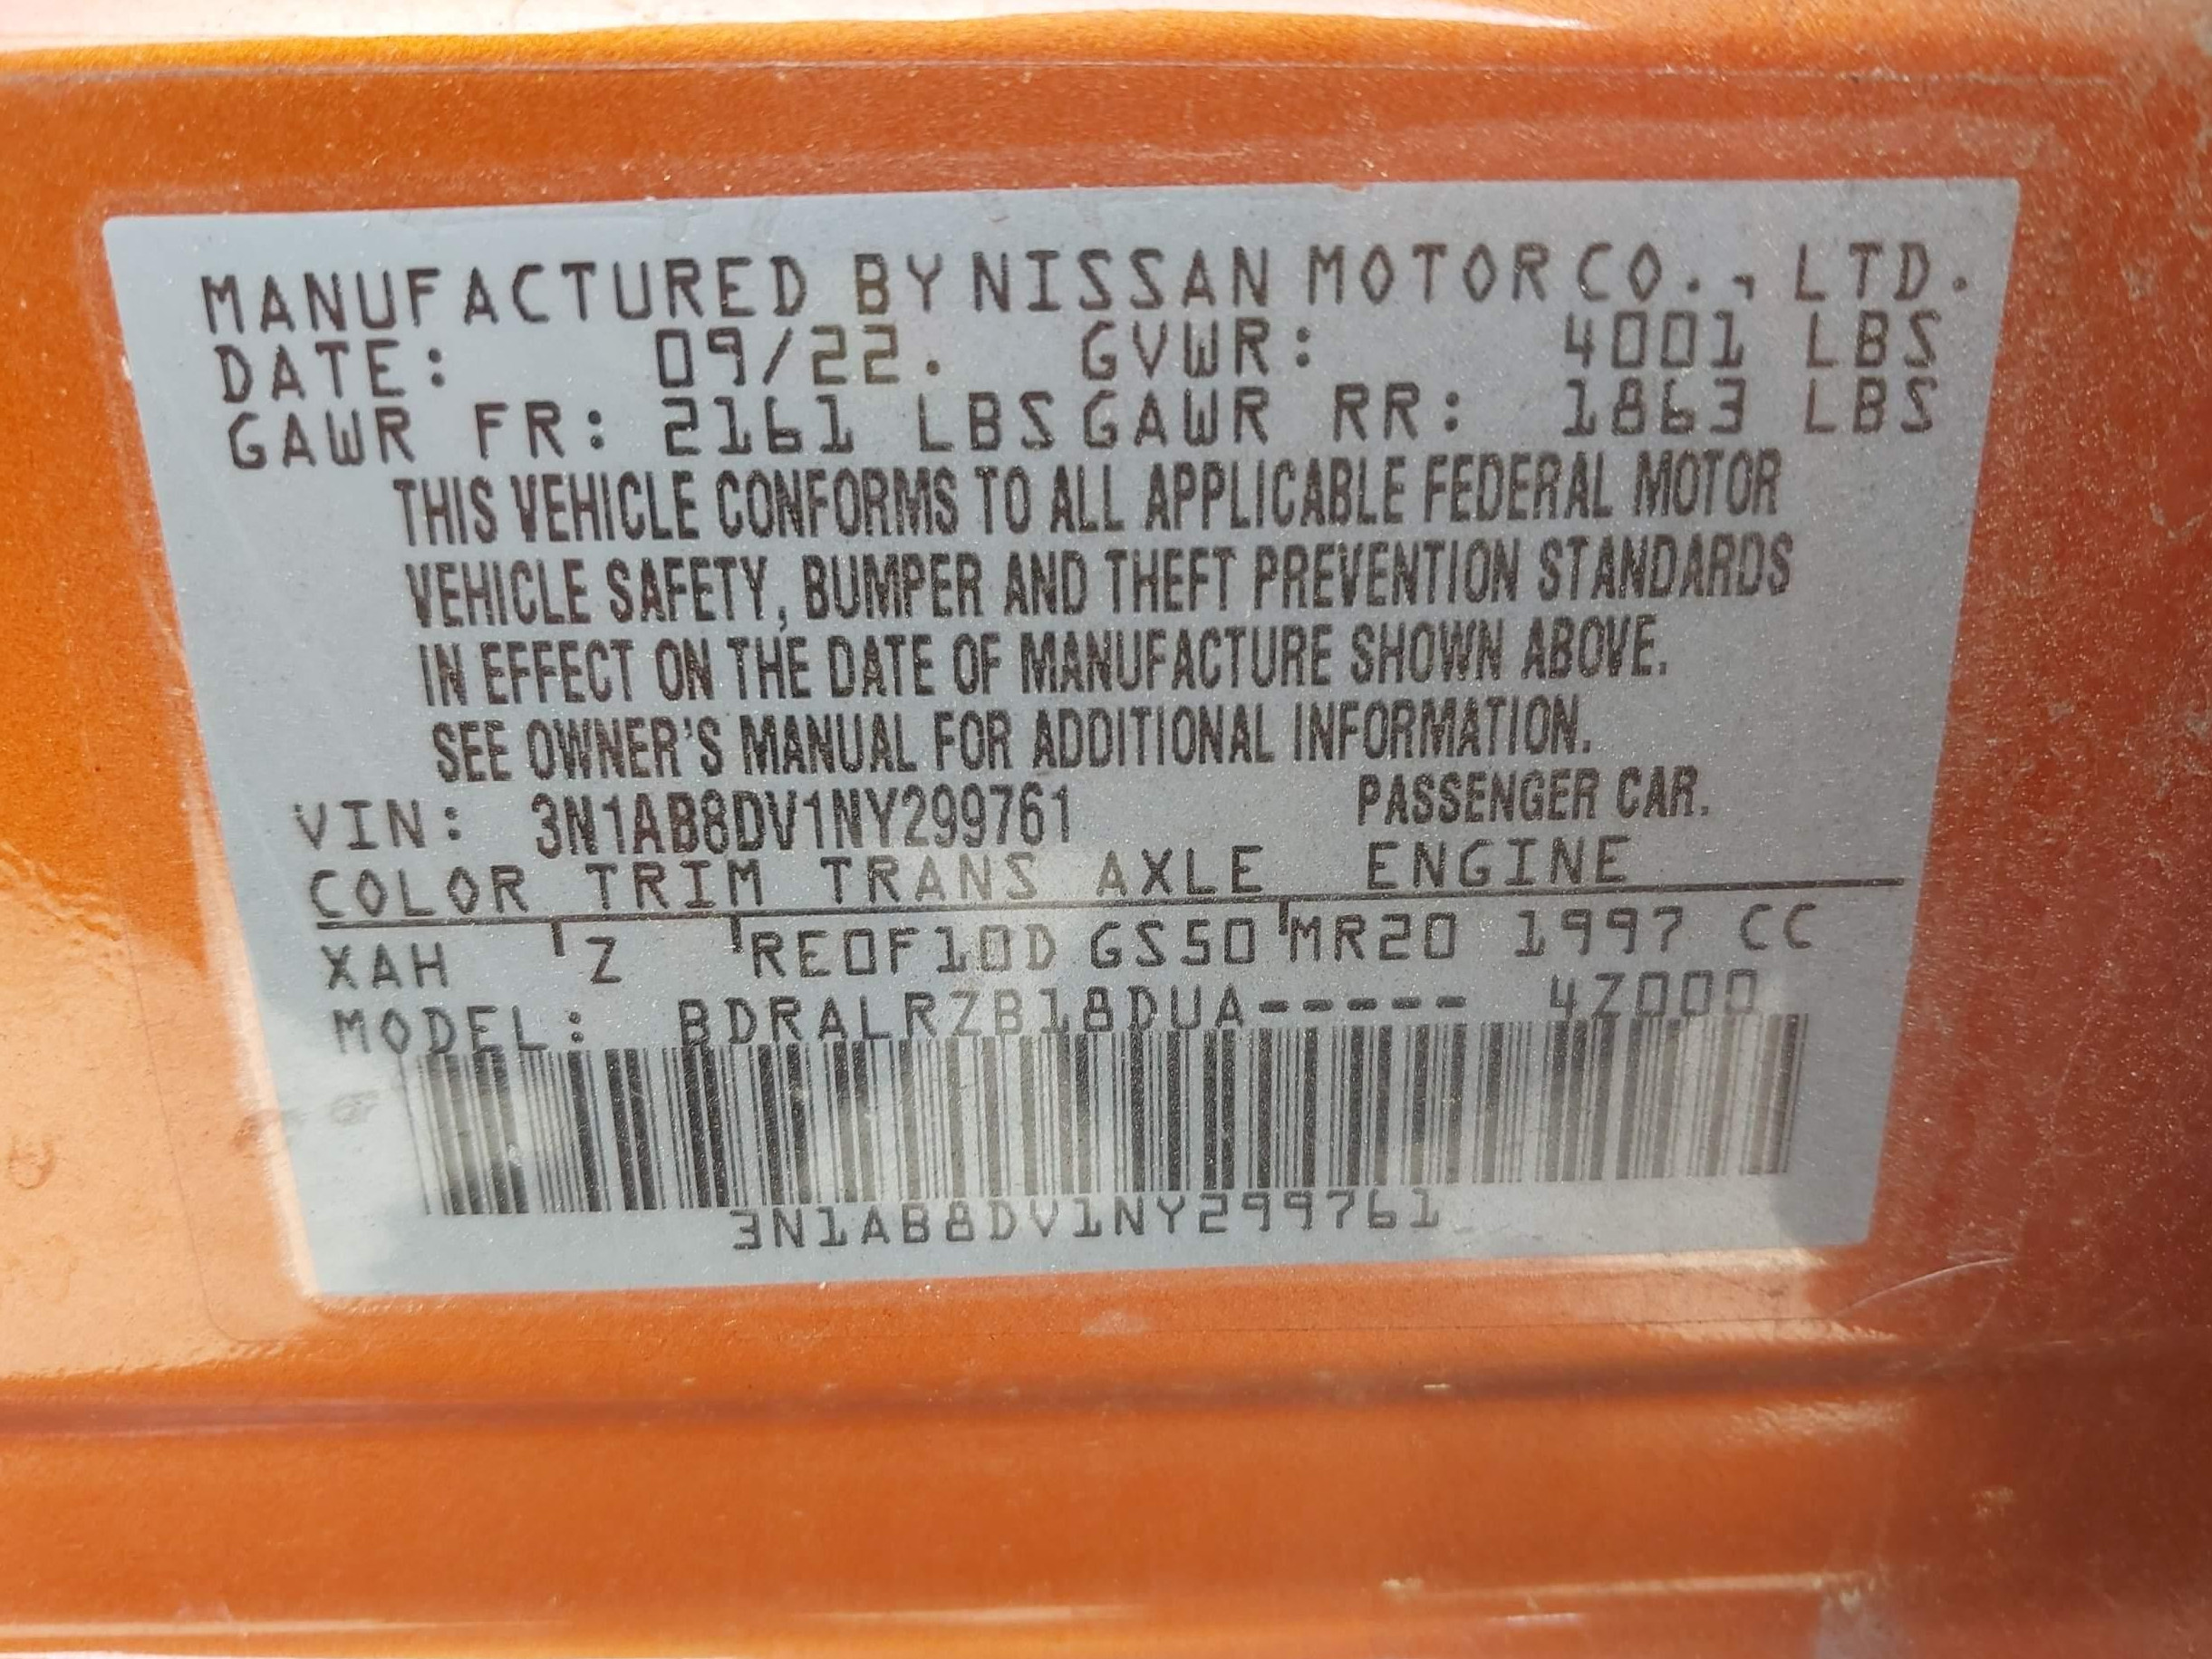 MANUFACTURED BY NISSAN MOTOR CO., LTD.
DATE: 09/22. GVWR: 4001 LBS
GAWR FR: 2161 LBS GAWR RR: 1863 LBS
THIS VEHICLE CONFORMS TO ALL APPLICABLE FEDERAL MOTOR
VEHICLE SAFETY, BUMPER AND THEFT PREVENTION STANDARDS
IN EFFECT ON THE DATE OF MANUFACTURE SHOWN ABOVE.
SEE OWNER'S MANUAL FOR ADDITIONAL INFORMATION.
VIN: 3N1AB8DV1NY299761 PASSENGER CAR.
COLOR TRIM TRANS AXLE ENGINE
XAH Z RE0F10D GS50 MR20 1997 CC
MODEL: BDRALRZB18DUA----- 4Z000
3N1AB8DV1NY299761